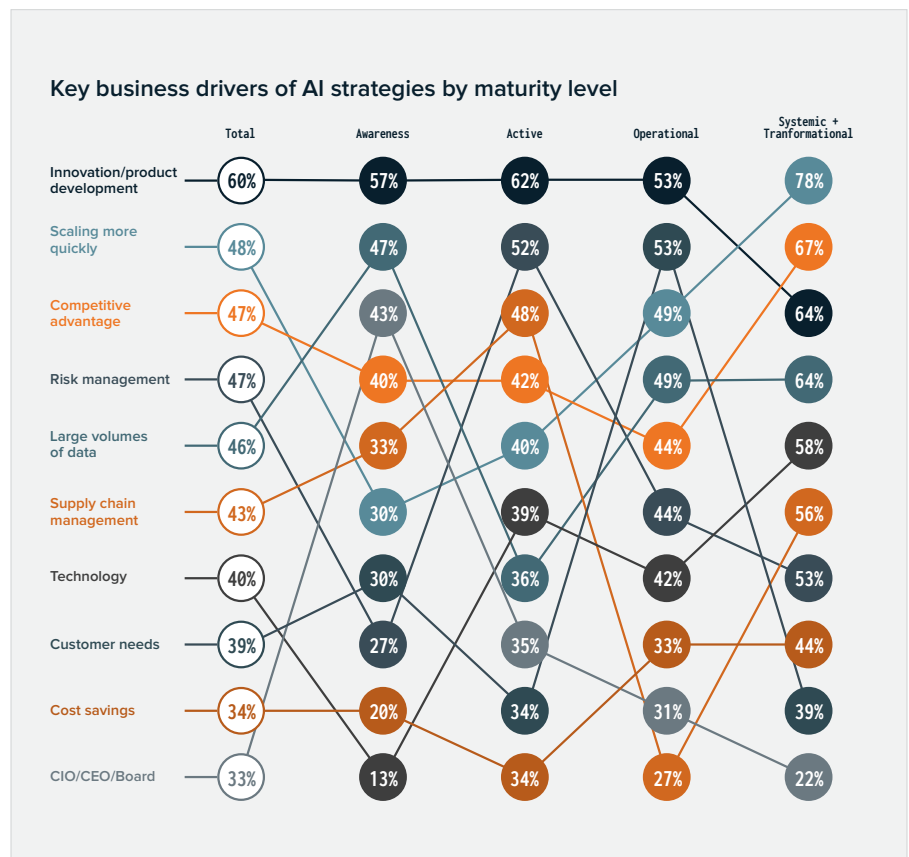 Key business drivers of AI strategies by maturity level
Total
Awareness
Active
Operational
Systemic +
Tranformational
Innovation/product
development
60%
57%
62%
53%
78%
Scaling more
quickly
48%
47%
52%
53%
67%
Competitive
advantage
47%
43%
48%
49%
64%
Risk management
47%
40%
42%
49%
64%
Large volumes
of data
46%
33%
40%
44%
58%
Supply chain
management
43%
30%
39%
44%
56%
Technology
40%
30%
36%
42%
53%
Customer needs
39%
27%
35%
33%
44%
Cost savings
34%
20%
34%
31%
39%
CIO/CEO/Board
33%
13%
34%
27%
22%